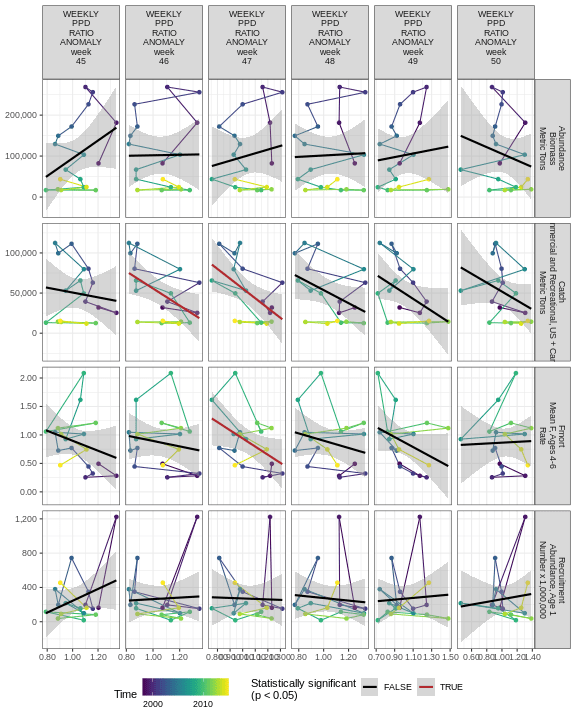 WEEKLY
PPD
RATIO
ANOMALY
week
45
WEEKLY
PPD
RATIO
ANOMALY
week
46
WEEKLY
PPD
RATIO
ANOMALY
week
47
WEEKLY
PPD
RATIO
ANOMALY
week
48
WEEKLY
PPD
RATIO
ANOMALY
week
49
WEEKLY
PPD
RATIO
ANOMALY
week
50
200,000
100,000
0
Abundance
Biomass
Metric Tons
100,000
50,000
0
Catch
mmercial and Recreational, US + Can
Metric Tons
2.00
1.50
1.00
0.50
0.00
Fmort
Mean F, Ages 4-6
Rate
1,200
800
400
0
Recruitment
Abundance, Age 1
Number x 1,000,000
0.80 1.00 1.20
0.80 1.00 1.20
0.80 1.00 1.20
0.70 0.90 1.10 1.30 1.50
0.60 0.80 1.00 1.20 1.40
Time
2000 2010
Statistically significant
(p < 0.05)
FALSE
TRUE